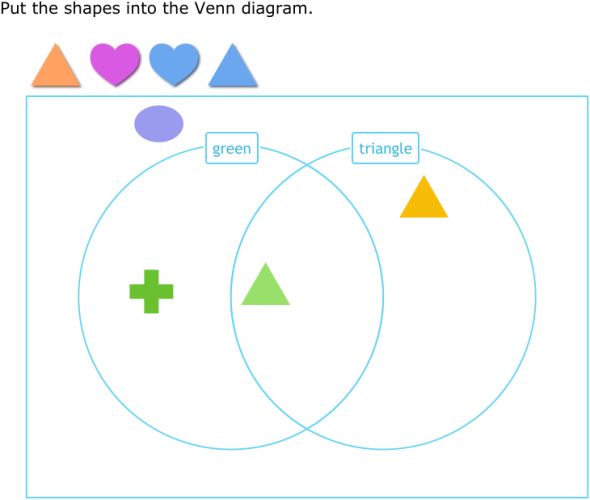 Put the shapes into the Venn diagram.
green
triangle